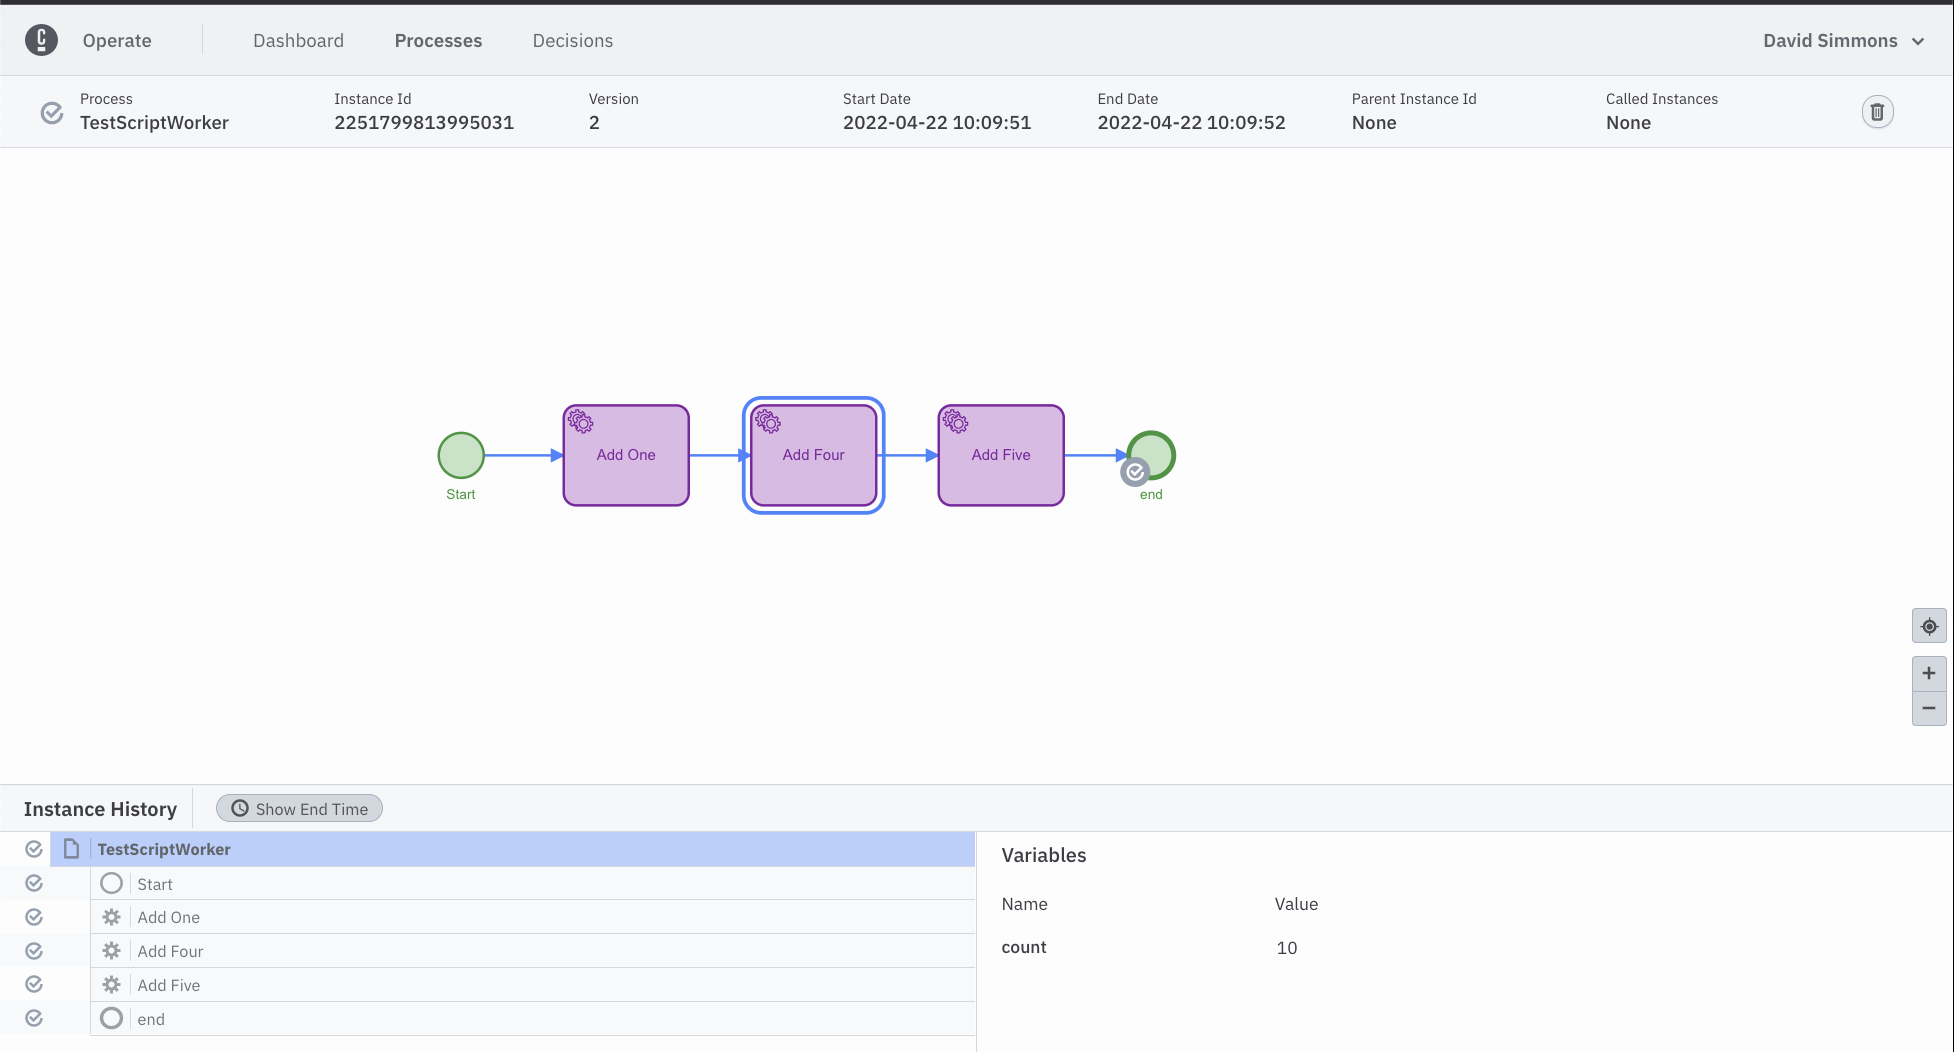 Operate Dashboard Processes Decisions David Simmons
Process Instance Id Version Start Date End Date Parent Instance Id Called Instances
TestScriptWorker 2251799813995031 2 2022-04-22 10:09:51 2022-04-22 10:09:52 None None
Add One Add Four Add Five
Start end
Instance History Show End Time
TestScriptWorker
Start
Add One
Add Four
Add Five
end
Variables
Name Value
count 10